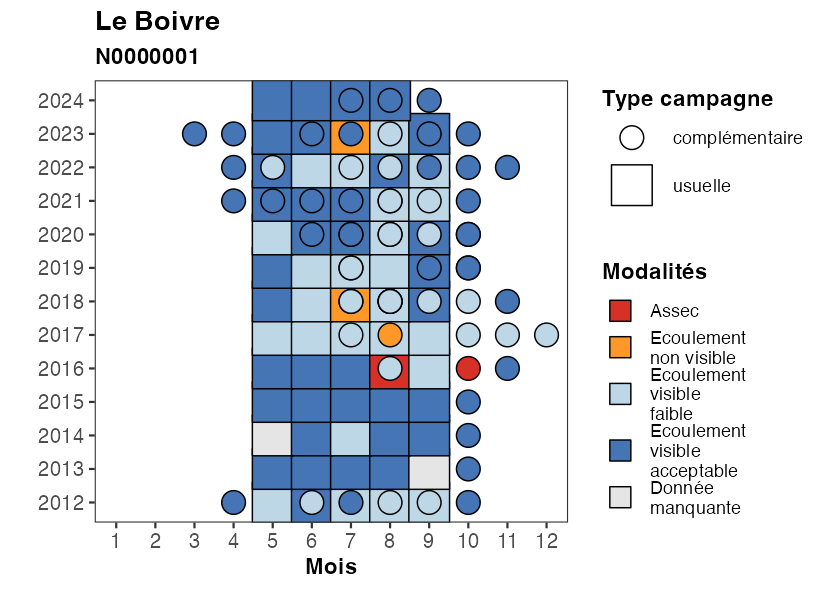 Le Boivre
N0000001
2024
2023
2022
2021
2020
2019
2018
2017
2016
2015
2014
2013
2012
1 2 3 4 5 6 7 8 9 10 11 12
Mois
Type campagne
complémentaire
usuelle
Modalités
Assec
Ecoulement
non visible
Ecoulement
visible
faible
Ecoulement
visible
acceptable
Donnée
manquante